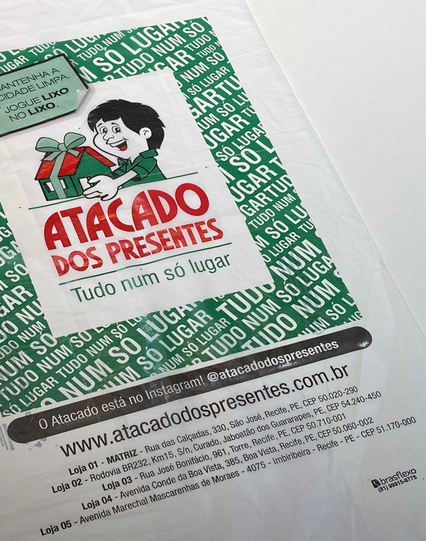 MANTENHA A
CIDADE LIMPA.
JOGUE LIXO
NO LIXO.
ATACADO
DOS PRESENTES
Tudo num só lugar
TUDO NUM SÓ LUGAR
O Atacado está no Instagram! @atacadodospresentes
www.atacadodospresentes.com.br
Loja 01 - MATRIZ - Rua das Calçadas, 330, São José, Recife, PE, CEP 50.020-290
Loja 02 - Rodovia BR232, Km15, S/n, Curado, Jaboatão dos Guararapes, PE, CEP 54.240-450
Loja 03 - Rua José Bonifácio, 961, Torre, Recife, PE, CEP 50.710-001
Loja 04 - Avenida Conde da Boa Vista, 385, Boa Vista, Recife, PE, CEP 50.060-002
Loja 05 - Avenida Marechal Mascarenhas de Moraes - 4075 - Imbiribeira - Recife - PE - CEP 51.170-000
brasflexo